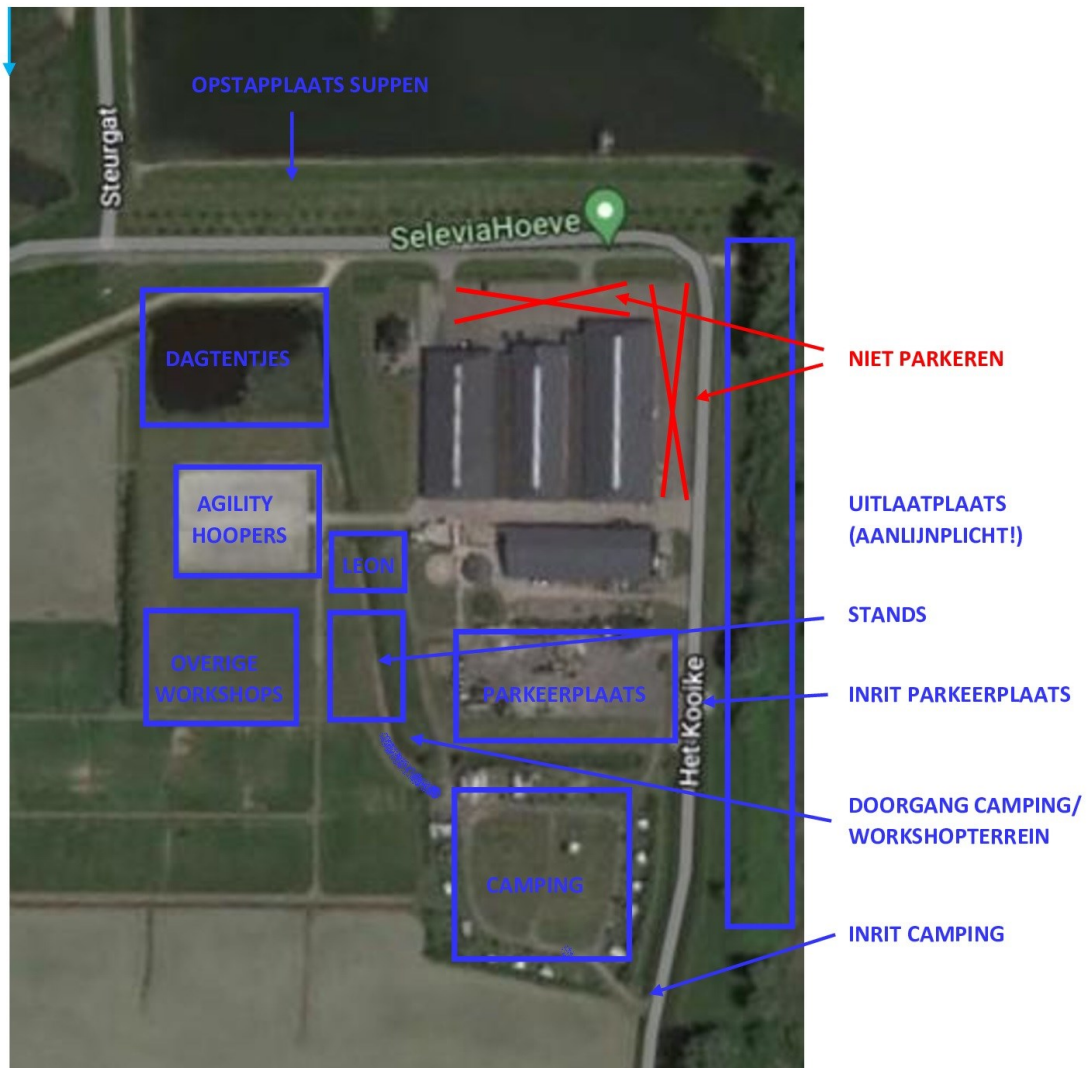 OPSTAPPLAATS SUPPEN
Steurgat
SeleviaHoeve
DAGTENTJES
NIET PARKEREN
AGILITY
HOOPERS
UITLAATPLAATS
(AANLIJNPLICHT!)
LEON
STANDS
OVERIGE
WORKSHOPS
PARKEERPLAATS
INRIT PARKEERPLAATS
Het Kooike
DOORGANG CAMPING/
WORKSHOPTERREIN
CAMPING
INRIT CAMPING